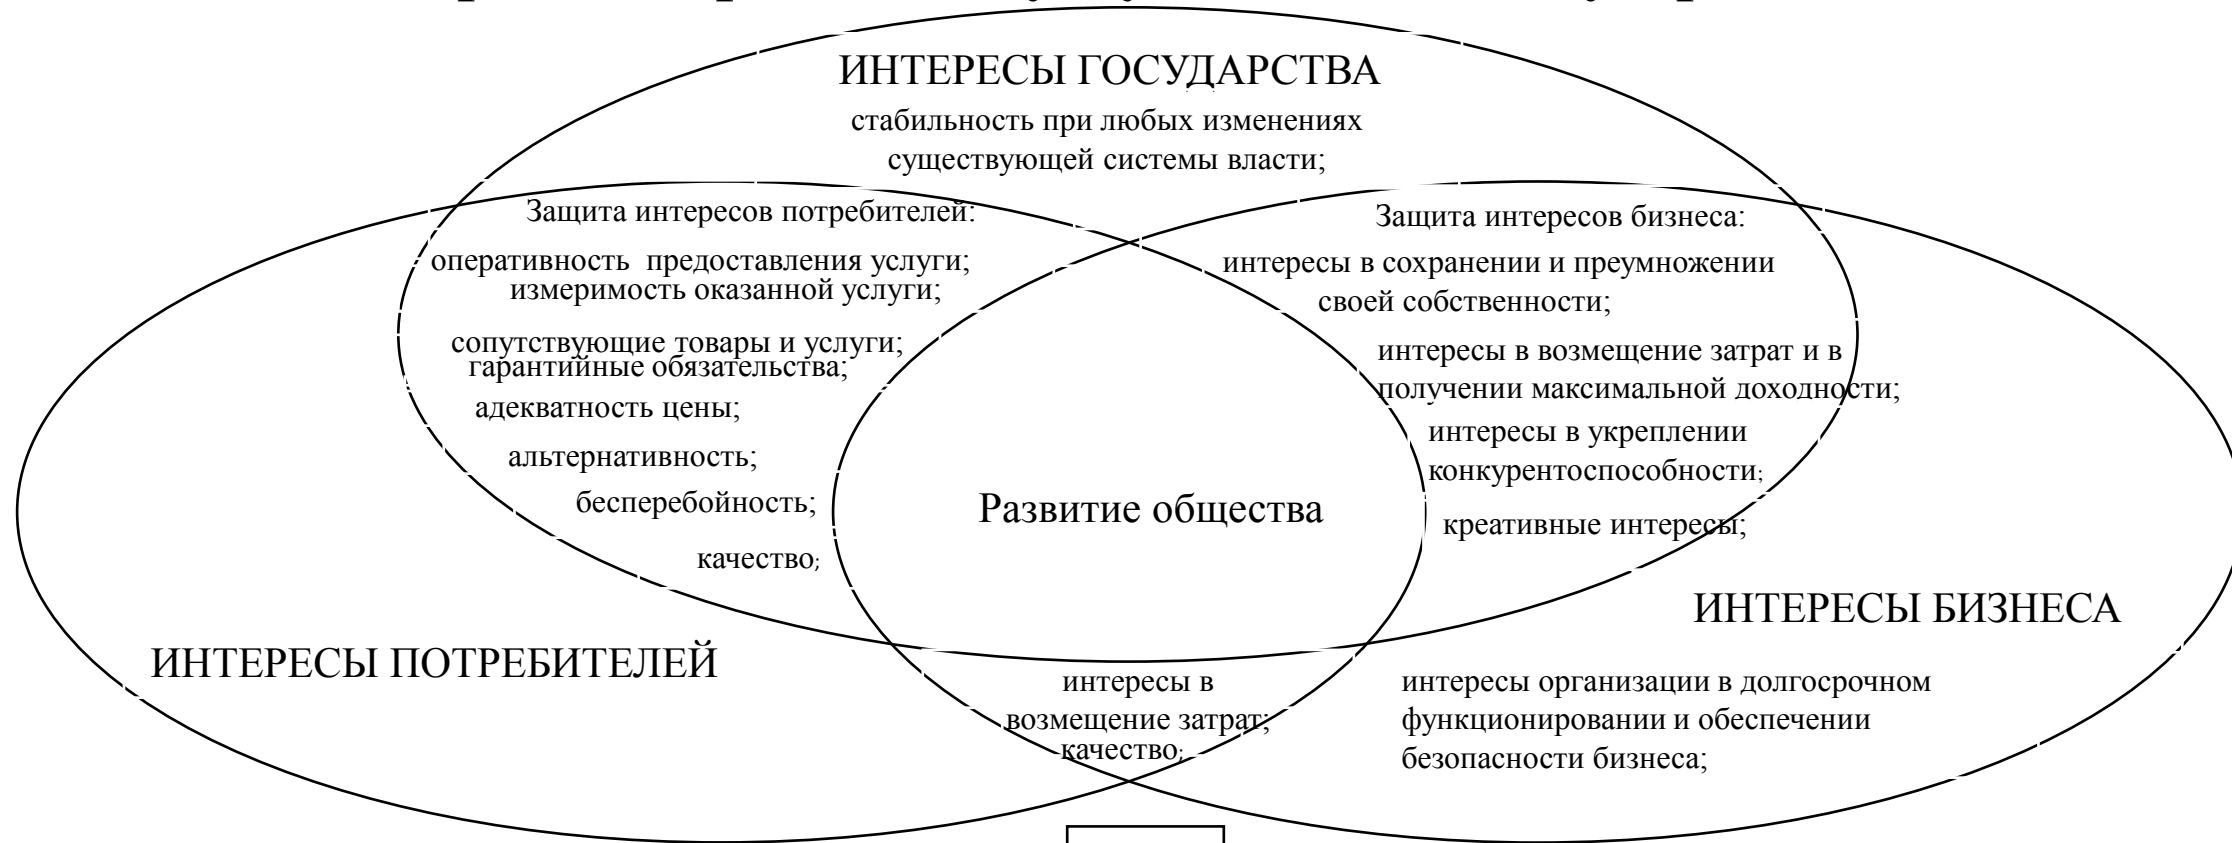 ИНТЕРЕСЫ ГОСУДАРСТВА
стабильность при любых изменениях
существующей системы власти;
Защита интересов потребителей:
оперативность предоставления услуги;
измеримость оказанной услуги;
сопутствующие товары и услуги;
гарантийные обязательства;
адекватность цены;
альтернативность;
бесперебойность;
качество;
Защита интересов бизнеса:
интересы в сохранении и преумножении
своей собственности;
интересы в возмещение затрат и в
получении максимальной доходности;
интересы в укреплении
конкурентоспособности;
креативные интересы;
Развитие общества
ИНТЕРЕСЫ ПОТРЕБИТЕЛЕЙ
интересы в
возмещение затрат;
качество;
ИНТЕРЕСЫ БИЗНЕСА
интересы организации в долгосрочном
функционировании и обеспечении
безопасности бизнеса;